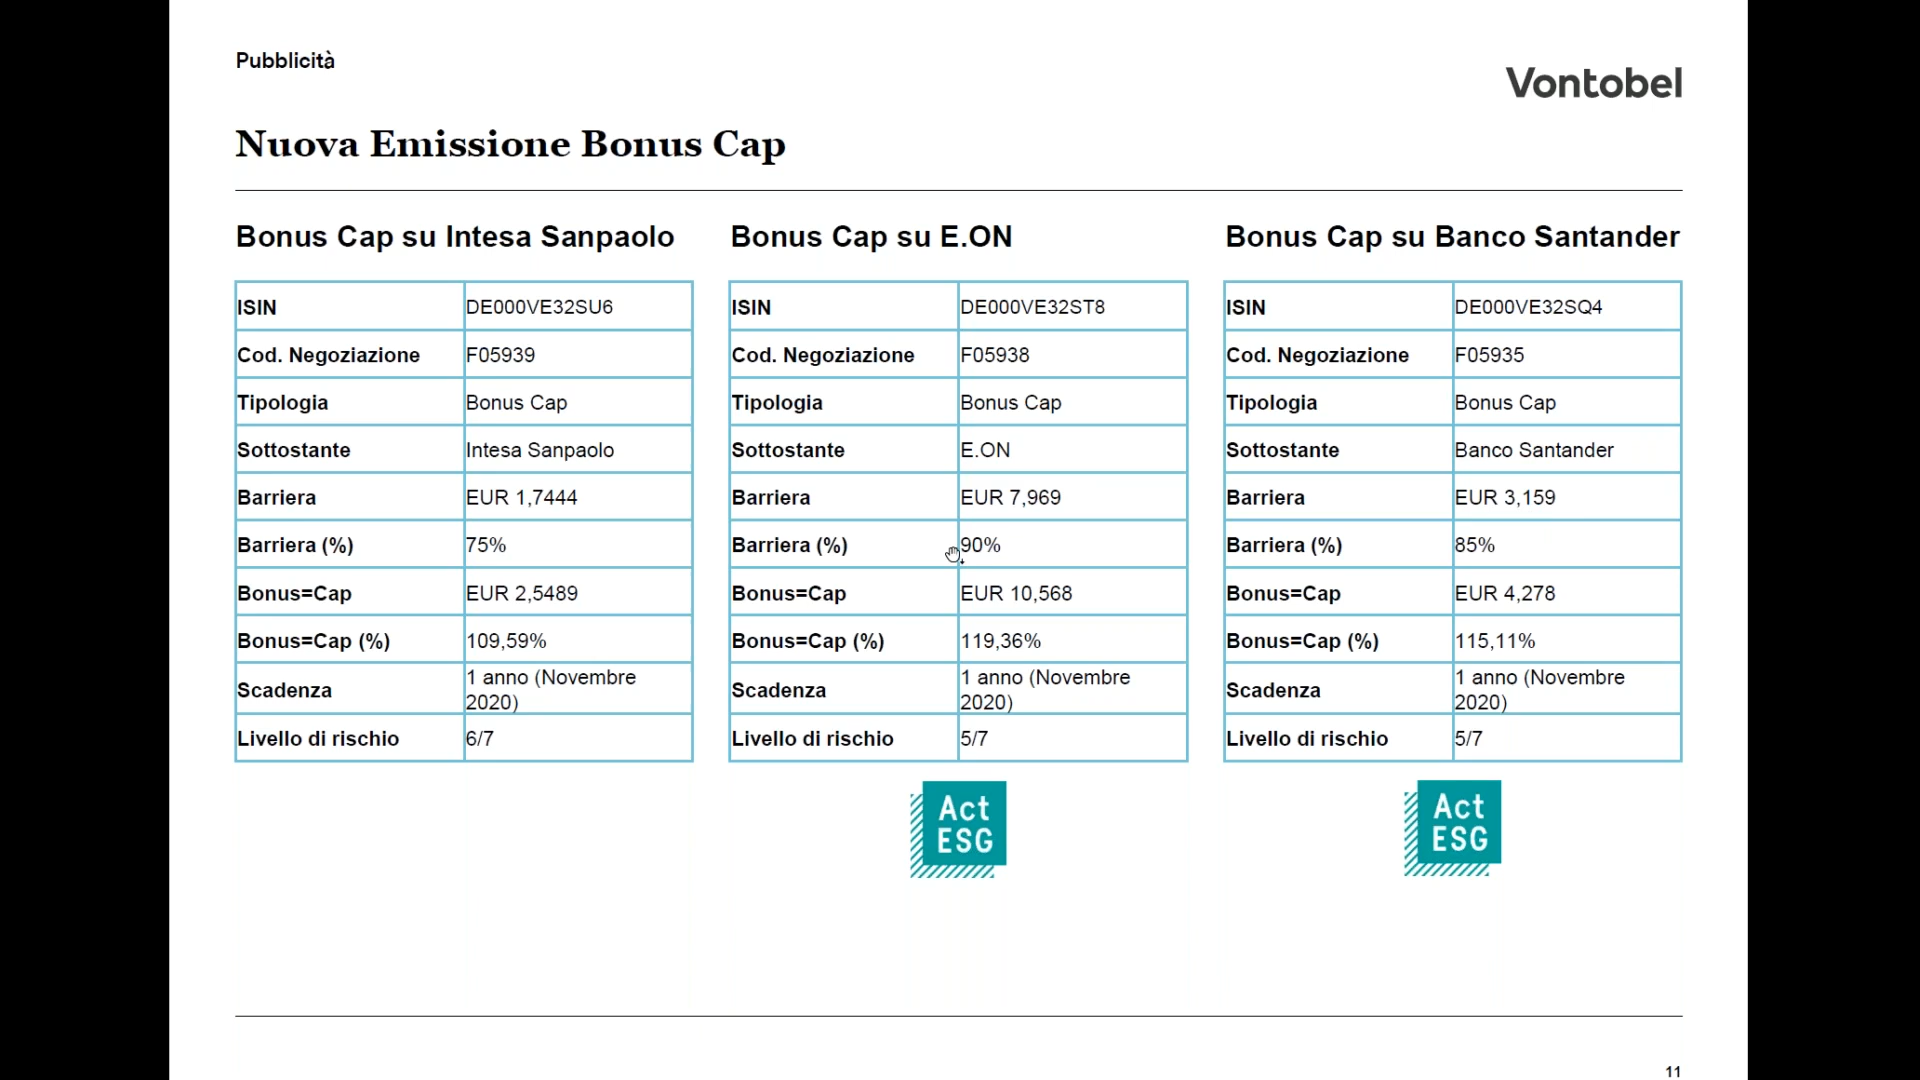 Pubblicità
Vontobel
Nuova Emissione Bonus Cap
Bonus Cap su Intesa Sanpaolo
ISIN DE000VE32SU6
Cod. Negoziazione F05939
Tipologia Bonus Cap
Sottostante Intesa Sanpaolo
Barriera EUR 1,7444
Barriera (%) 75%
Bonus=Cap EUR 2,5489
Bonus=Cap (%) 109,59%
Scadenza 1 anno (Novembre
2020)
Livello di rischio 6/7
Bonus Cap su E.ON
ISIN DE000VE32ST8
Cod. Negoziazione F05938
Tipologia Bonus Cap
Sottostante E.ON
Barriera EUR 7,969
Barriera (%) 90%
Bonus=Cap EUR 10,568
Bonus=Cap (%) 119,36%
Scadenza 1 anno (Novembre
2020)
Livello di rischio 5/7
Act
ESG
Bonus Cap su Banco Santander
ISIN DE000VE32SQ4
Cod. Negoziazione F05935
Tipologia Bonus Cap
Sottostante Banco Santander
Barriera EUR 3,159
Barriera (%) 85%
Bonus=Cap EUR 4,278
Bonus=Cap (%) 115,11%
Scadenza 1 anno (Novembre
2020)
Livello di rischio 5/7
Act
ESG
11